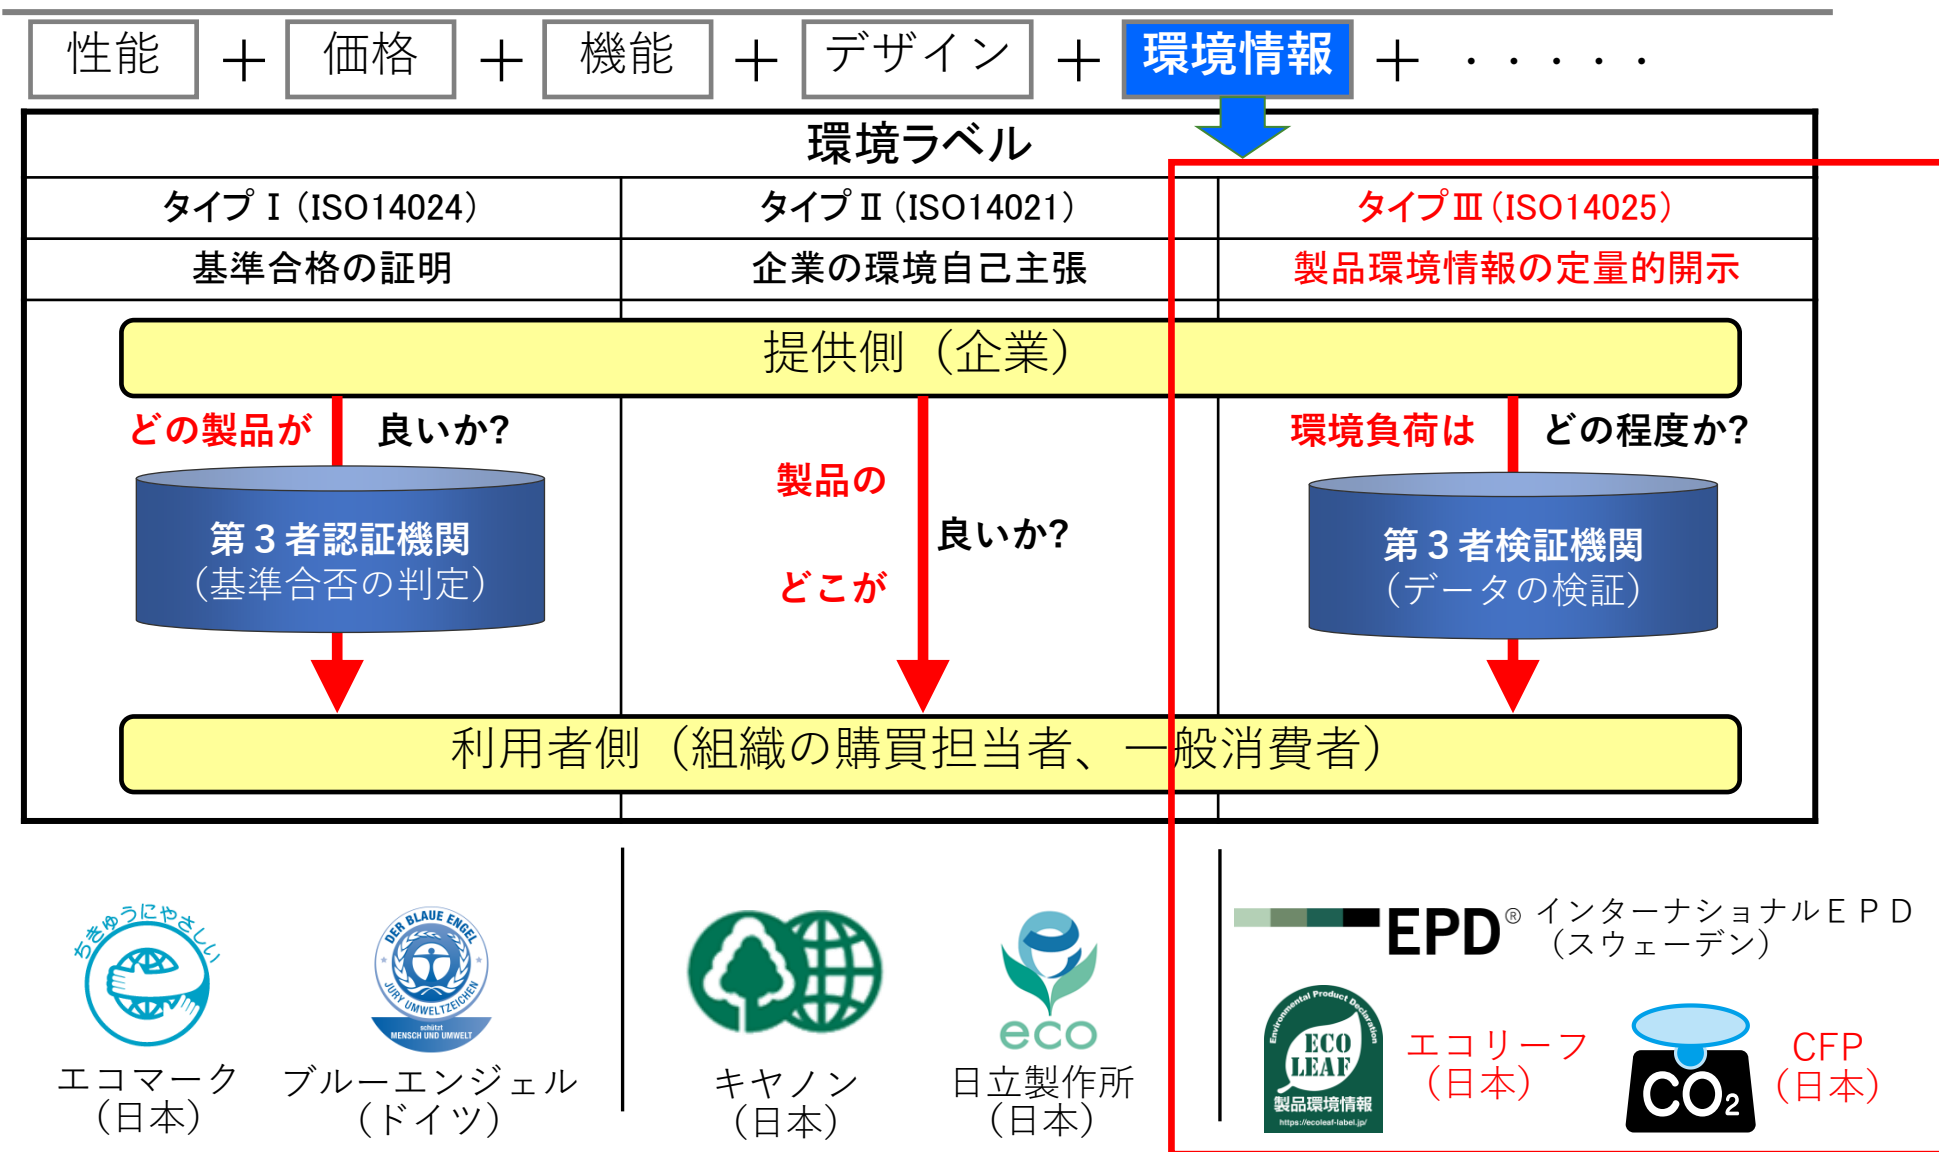 性能 + 価格 + 機能 + デザイン + 環境情報 + ・・・・・
環境ラベル
タイプⅠ(ISO14024)
タイプⅡ(ISO14021)
タイプⅢ(ISO14025)
基準合格の証明
企業の環境自己主張
製品環境情報の定量的開示
提供側（企業）
どの製品が 良いか?
製品の
どこが
良いか?
環境負荷は どの程度か?
第３者認証機関
（基準合否の判定）
第３者検証機関
（データの検証）
利用者側（組織の購買担当者、一般消費者）
ちきゅうにやさしい
エコマーク
（日本）
DER BLAUE ENGEL
JURY UMWELTZEICHEN
schützt
MENSCH UND UMWELT
ブルーエンジェル
（ドイツ）
キヤノン
（日本）
eco
日立製作所
（日本）
EPD®
インターナショナルＥＰＤ
（スウェーデン）
Environmental Product Declaration
ECO
LEAF
製品環境情報
https://ecoleaf-label.jp/
エコリーフ
（日本）
CO2
CFP
（日本）